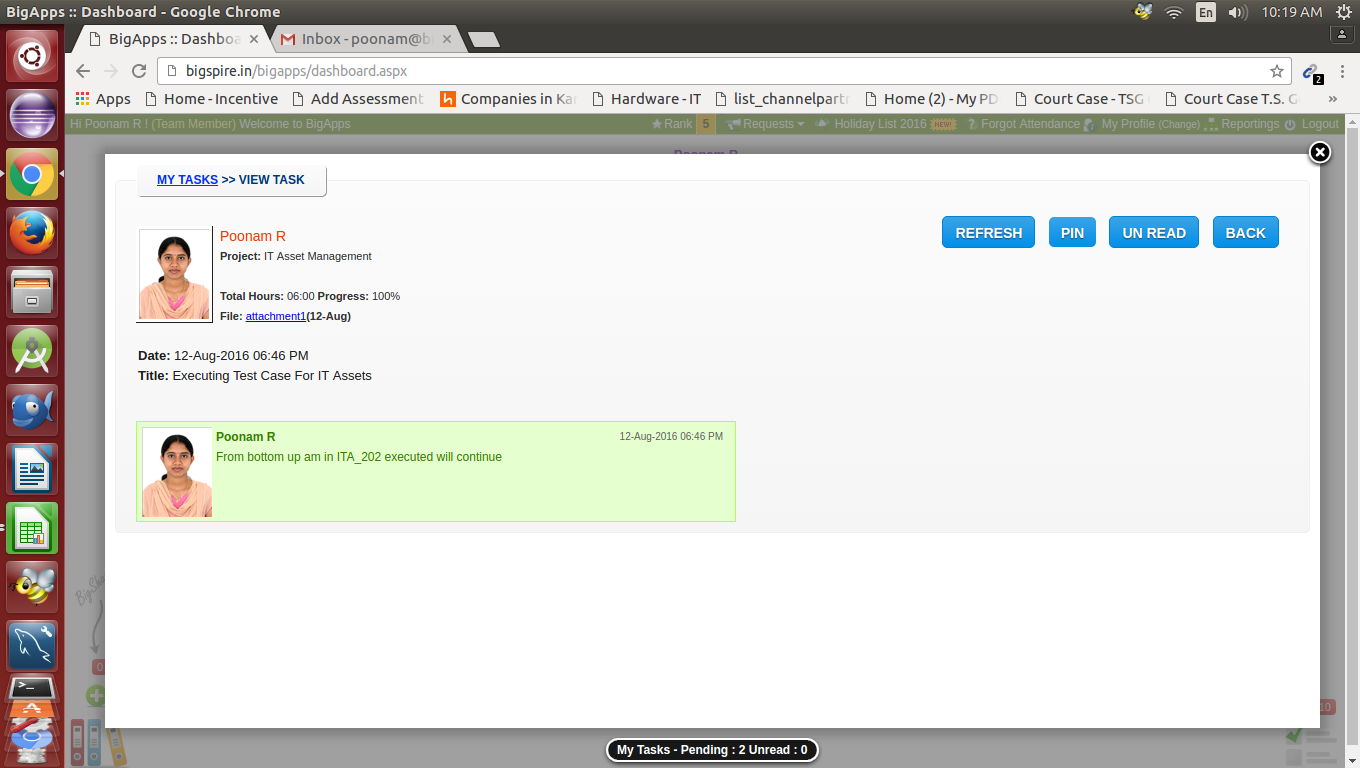 BigApps :: Dashboard - Google Chrome
En
10:19 AM
BigApps :: Dashboa
Inbox - poonam@b
bigspire.in/bigapps/dashboard.aspx
2
Apps
Home - Incentive
Add Assessment
Companies in Kar
Hardware - IT
list_channelpartn
Home (2) - My PD
Court Case - TSG
Court Case T.S. G
»
Hi Poonam R ! (Team Member) Welcome to BigApps
Rank
5
Requests
Holiday List 2016
NEW!
Forgot Attendance
My Profile (Change)
Reportings
Logout
Poonam R
MY TASKS >> VIEW TASK
REFRESH
PIN
UN READ
BACK
Poonam R
Project: IT Asset Management
Total Hours: 06:00 Progress: 100%
File: attachment1(12-Aug)
Date: 12-Aug-2016 06:46 PM
Title: Executing Test Case For IT Assets
Poonam R
12-Aug-2016 06:46 PM
From bottom up am in ITA_202 executed will continue
0
10
My Tasks - Pending : 2 Unread : 0